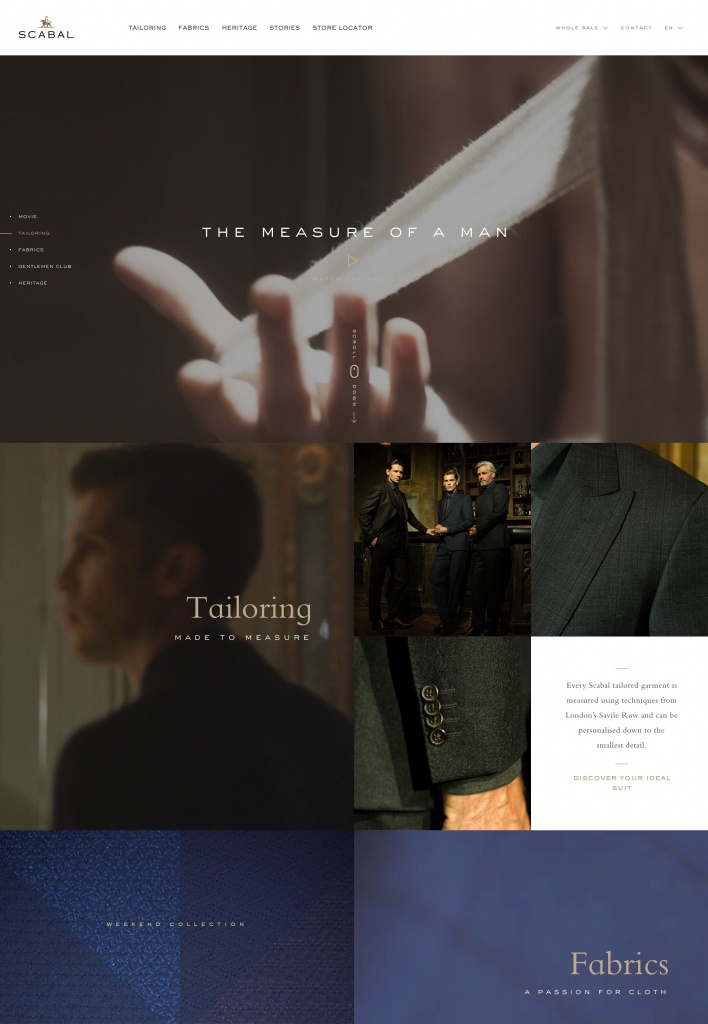 SCABAL
TAILORING FABRICS HERITAGE STORIES STORE LOCATOR
WHOLE SALE CONTACT EN
MOVIE
TAILORING
FABRICS
GENTLEMEN CLUB
HERITAGE
THE MEASURE OF A MAN
WATCH THE MOVIE
SCROLL
DOWN
Tailoring
MADE TO MEASURE
Every Scabal tailored garment is
measured using techniques from
London's Savile Row and can be
personalised down to the
smallest detail.
DISCOVER YOUR IDEAL
SUIT
WEEKEND COLLECTION
Fabrics
A PASSION FOR CLOTH